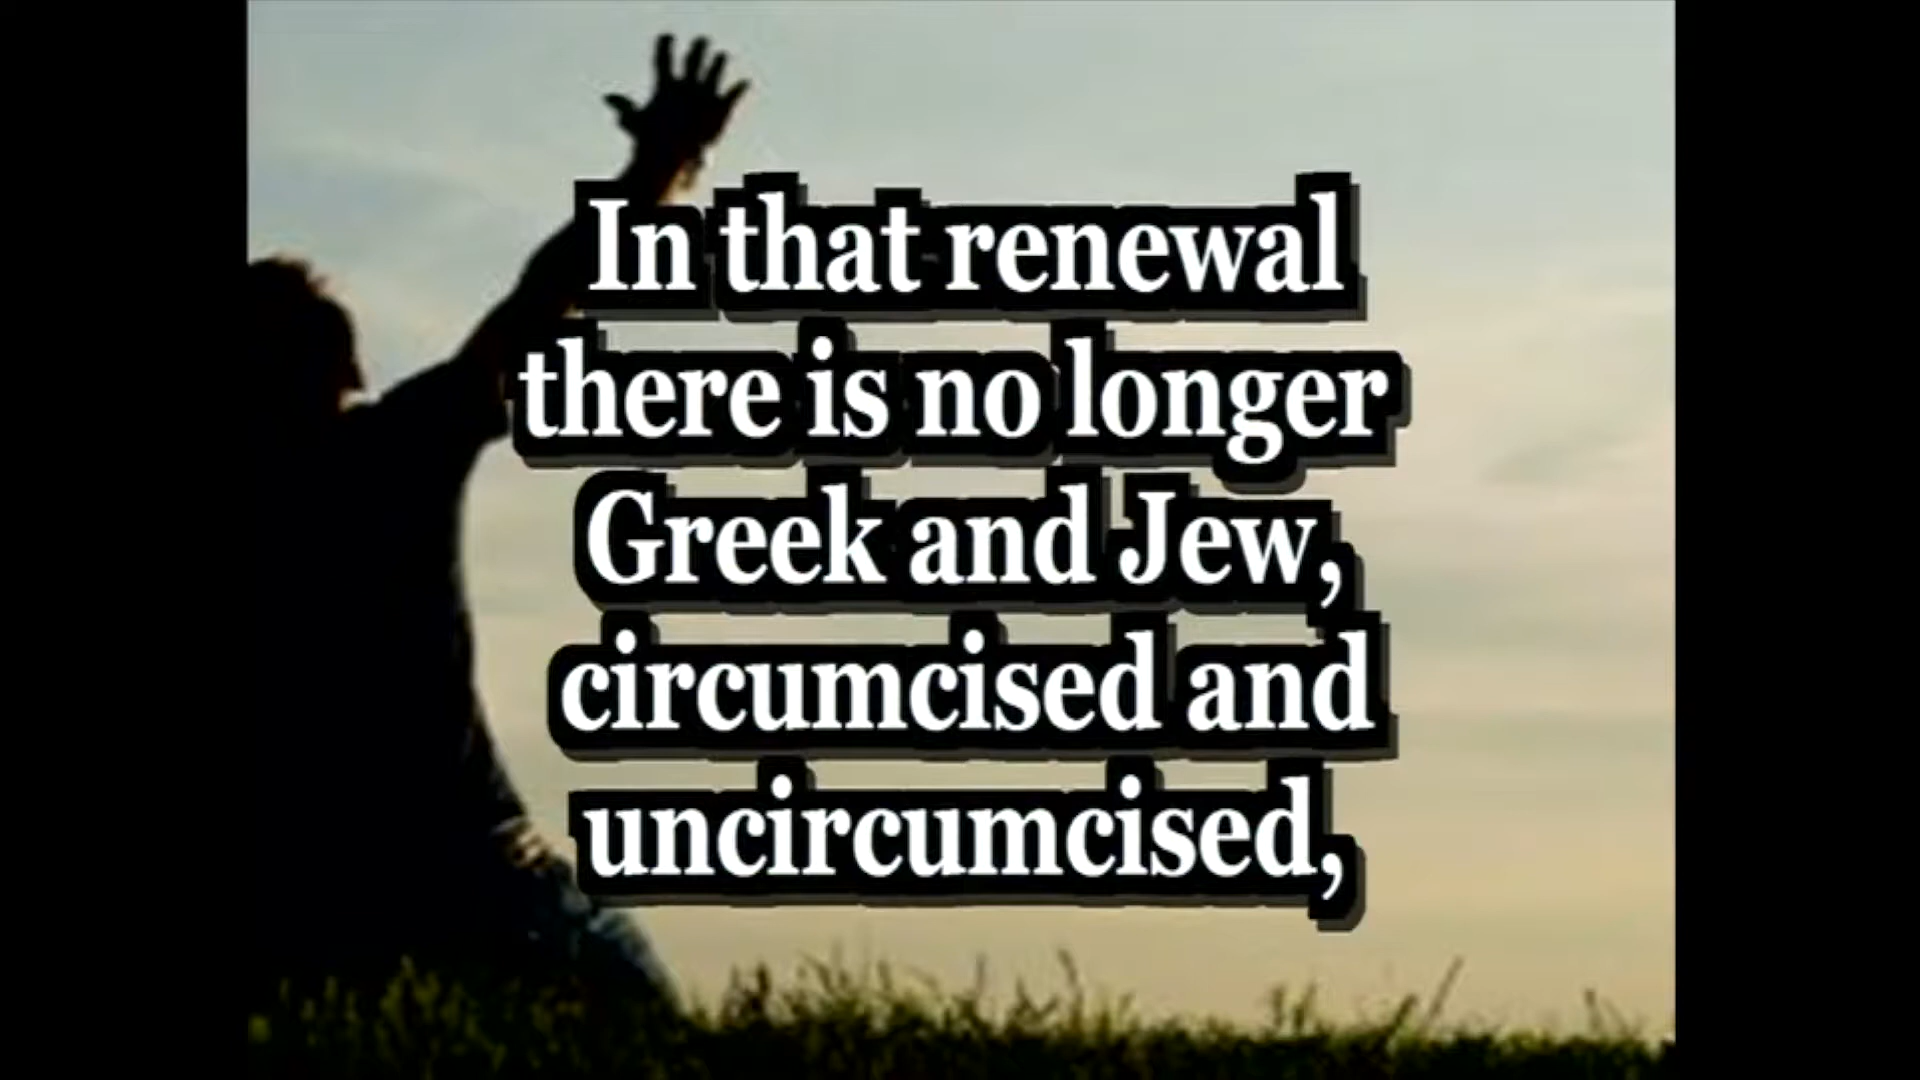 In that renewal
there is no longer
Greek and Jew,
circumcised and
uncircumcised,